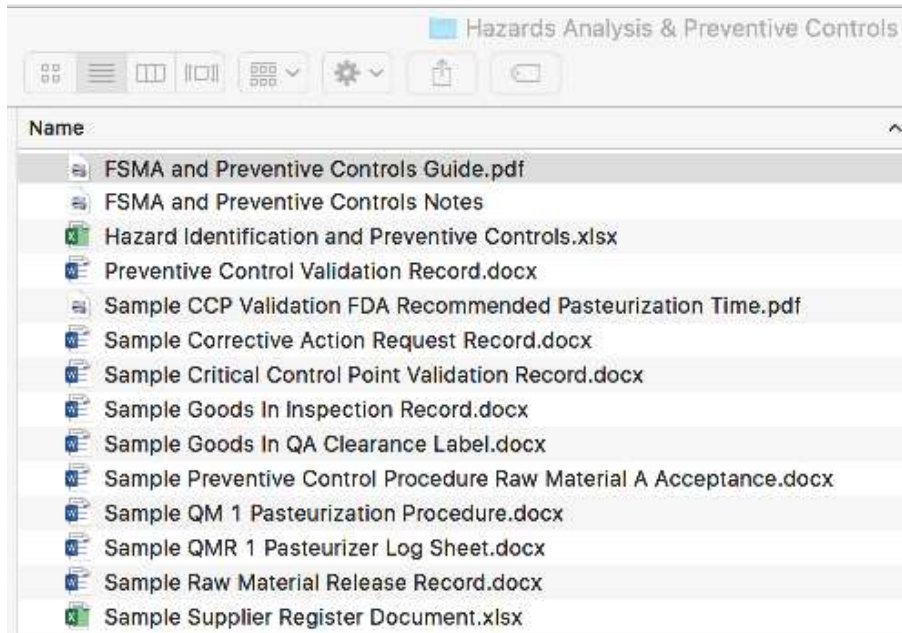 Hazards Analysis & Preventive Controls
Name
FSMA and Preventive Controls Guide.pdf
FSMA and Preventive Controls Notes
Hazard Identification and Preventive Controls.xlsx
Preventive Control Validation Record.docx
Sample CCP Validation FDA Recommended Pasteurization Time.pdf
Sample Corrective Action Request Record.docx
Sample Critical Control Point Validation Record.docx
Sample Goods In Inspection Record.docx
Sample Goods In QA Clearance Label.docx
Sample Preventive Control Procedure Raw Material A Acceptance.docx
Sample QM 1 Pasteurization Procedure.docx
Sample QMR 1 Pasteurizer Log Sheet.docx
Sample Raw Material Release Record.docx
Sample Supplier Register Document.xlsx